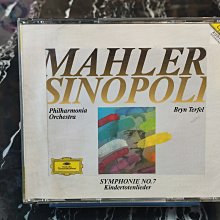 MAHLER
SINOPOLI
Philharmonia
Orchestra
Bryn Terfel
SYMPHONIE NO. 7
Kindertotenlieder